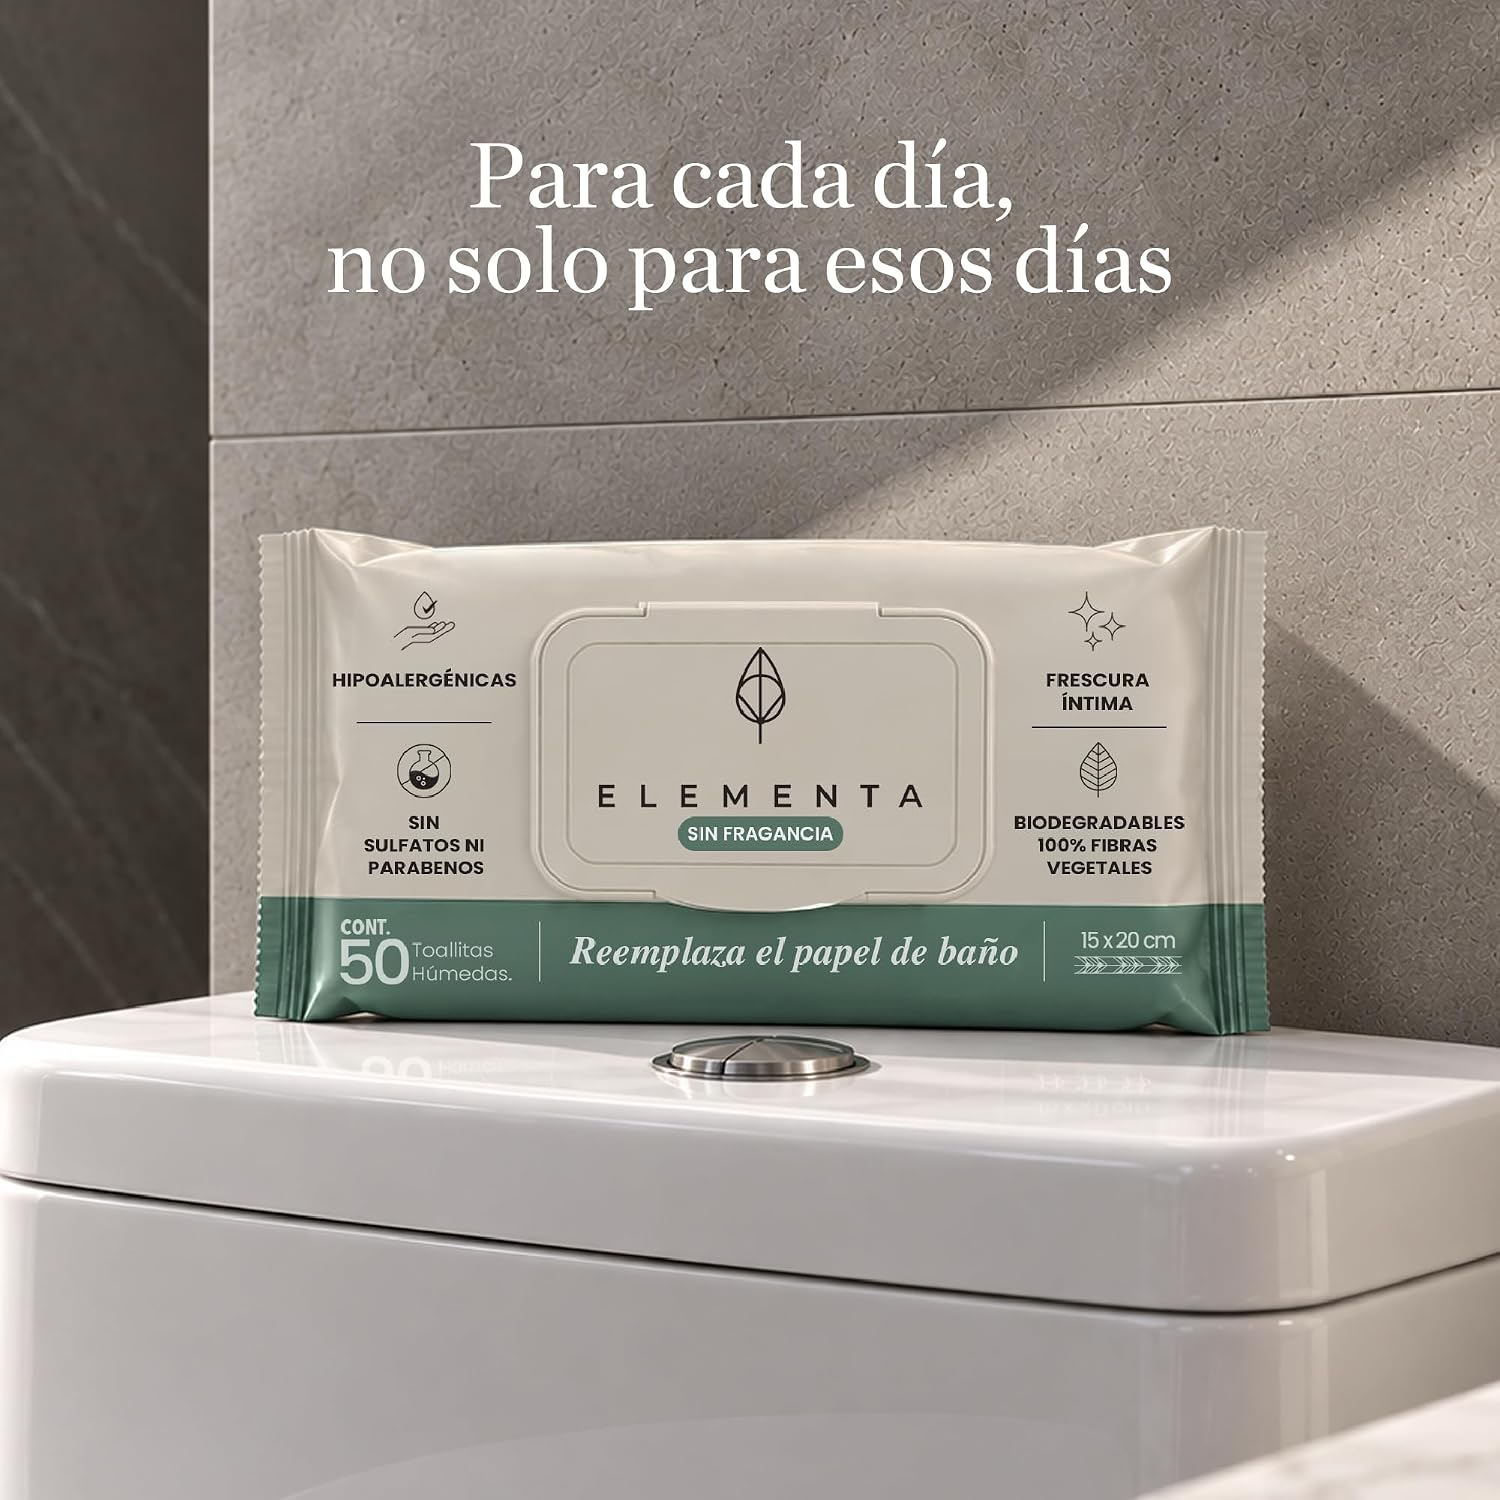 Para cada día,
no solo para esos días
HIPOALERGÉNICAS
SIN
SULFATOS NI
PARABENOS
ELEMENTA
SIN FRAGANCIA
FRESCURA
ÍNTIMA
BIODEGRADABLES
100% FIBRAS
VEGETALES
CONT.
50 Toallitas
Húmedas.
Reemplaza el papel de baño
15 x 20 cm